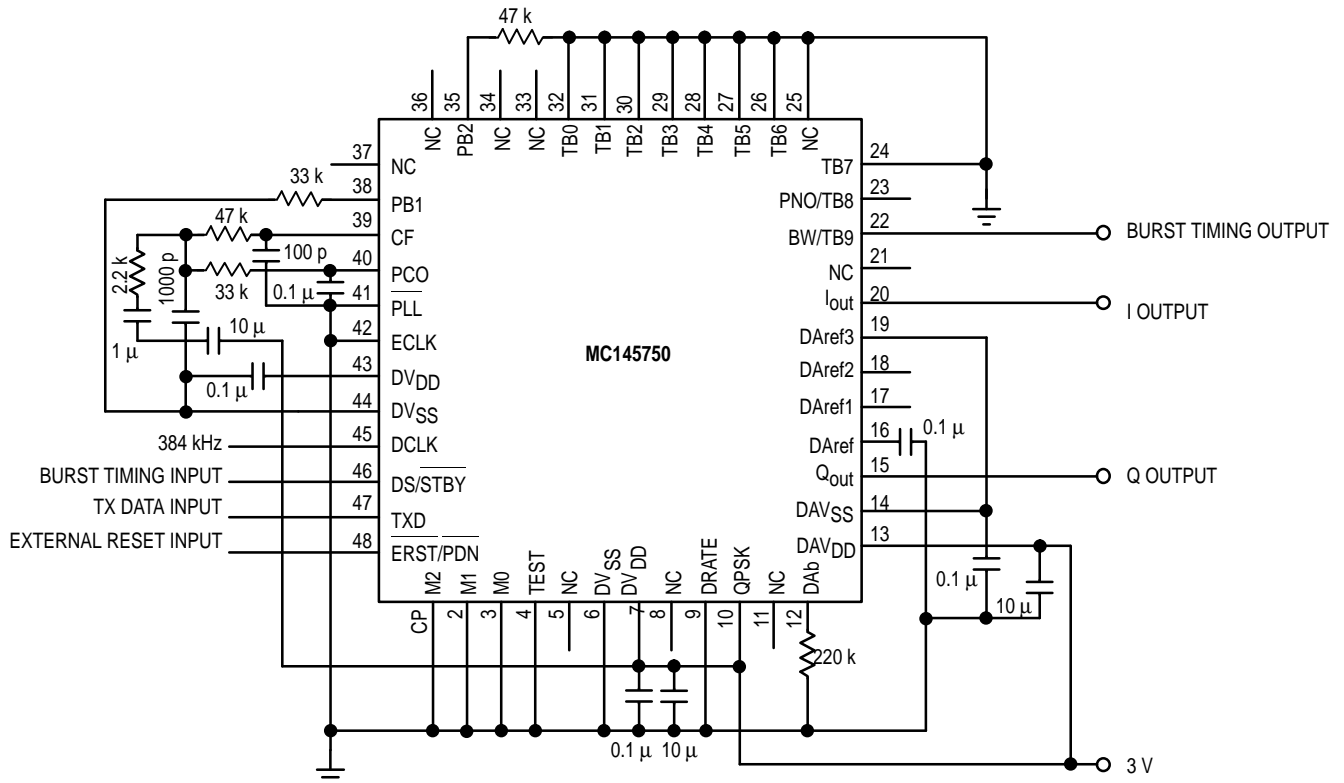 47 k
36
35
34
33
32
31
30
29
28
27
26
25
NC
PB2
NC
NC
TB0
TB1
TB2
TB3
TB4
TB5
TB6
NC
37 NC
33 k
38 PB1
47 k
39 CF
100 p
2.2 k
1000 p
40 PCO
33 k
0.1 µ
41 PLL
10 µ
42 ECLK
1 µ
43 DVDD
0.1 µ
44 DVSS
384 kHz 45 DCLK
BURST TIMING INPUT 46 DS/STBY
TX DATA INPUT 47 TXD
EXTERNAL RESET INPUT 48 ERST/PDN
MC145750
TB7 24
PNO/TB8 23
BW/TB9 22 BURST TIMING OUTPUT
NC 21
Iout 20 I OUTPUT
DAref3 19
DAref2 18
DAref1 17
DAref 16 0.1 µ
Qout 15 Q OUTPUT
DAVSS 14
DAVDD 13
0.1 µ
10 µ
M2
M1
M0
TEST
NC
DVSS
DVDD
NC
DRATE
QPSK
NC
DAb
CP
2
3
4
5
6
7
8
9
10
11
12
220 k
0.1 µ 10 µ
3 V